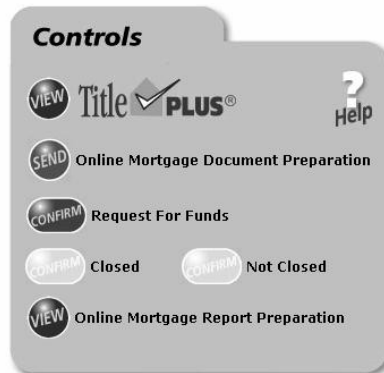 Controls
VIEW Title PLUS®
? Help
SEND Online Mortgage Document Preparation
CONFIRM Request For Funds
CONFIRM Closed CONFIRM Not Closed
VIEW Online Mortgage Report Preparation